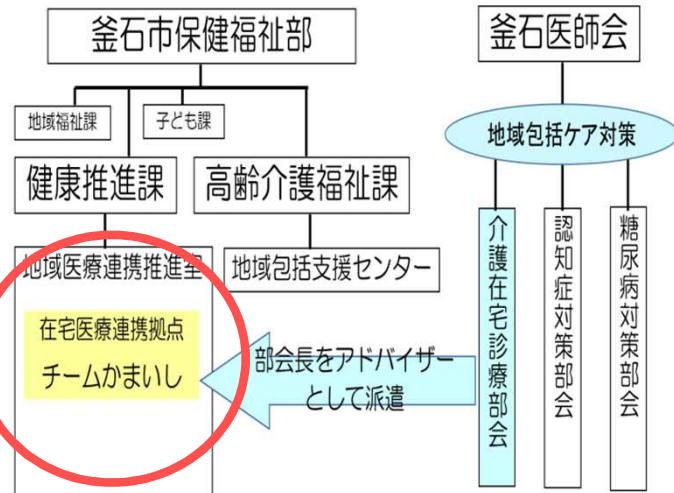 釜石市保健福祉部
釜石医師会
地域福祉課
子ども課
地域包括ケア対策
健康推進課
高齢介護福祉課
地域医療連携推進室
地域包括支援センター
在宅医療連携拠点
チームかまいし
部会長をアドバイザー
として派遣
介護在宅診療部会
認知症対策部会
糖尿病対策部会